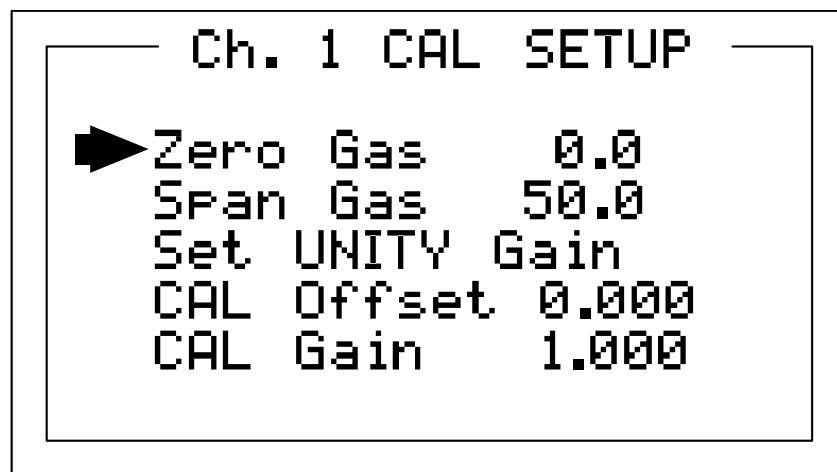 Ch. 1 CAL SETUP
Zero Gas 0.0
Span Gas 50.0
Set UNITY Gain
CAL Offset 0.000
CAL Gain 1.000